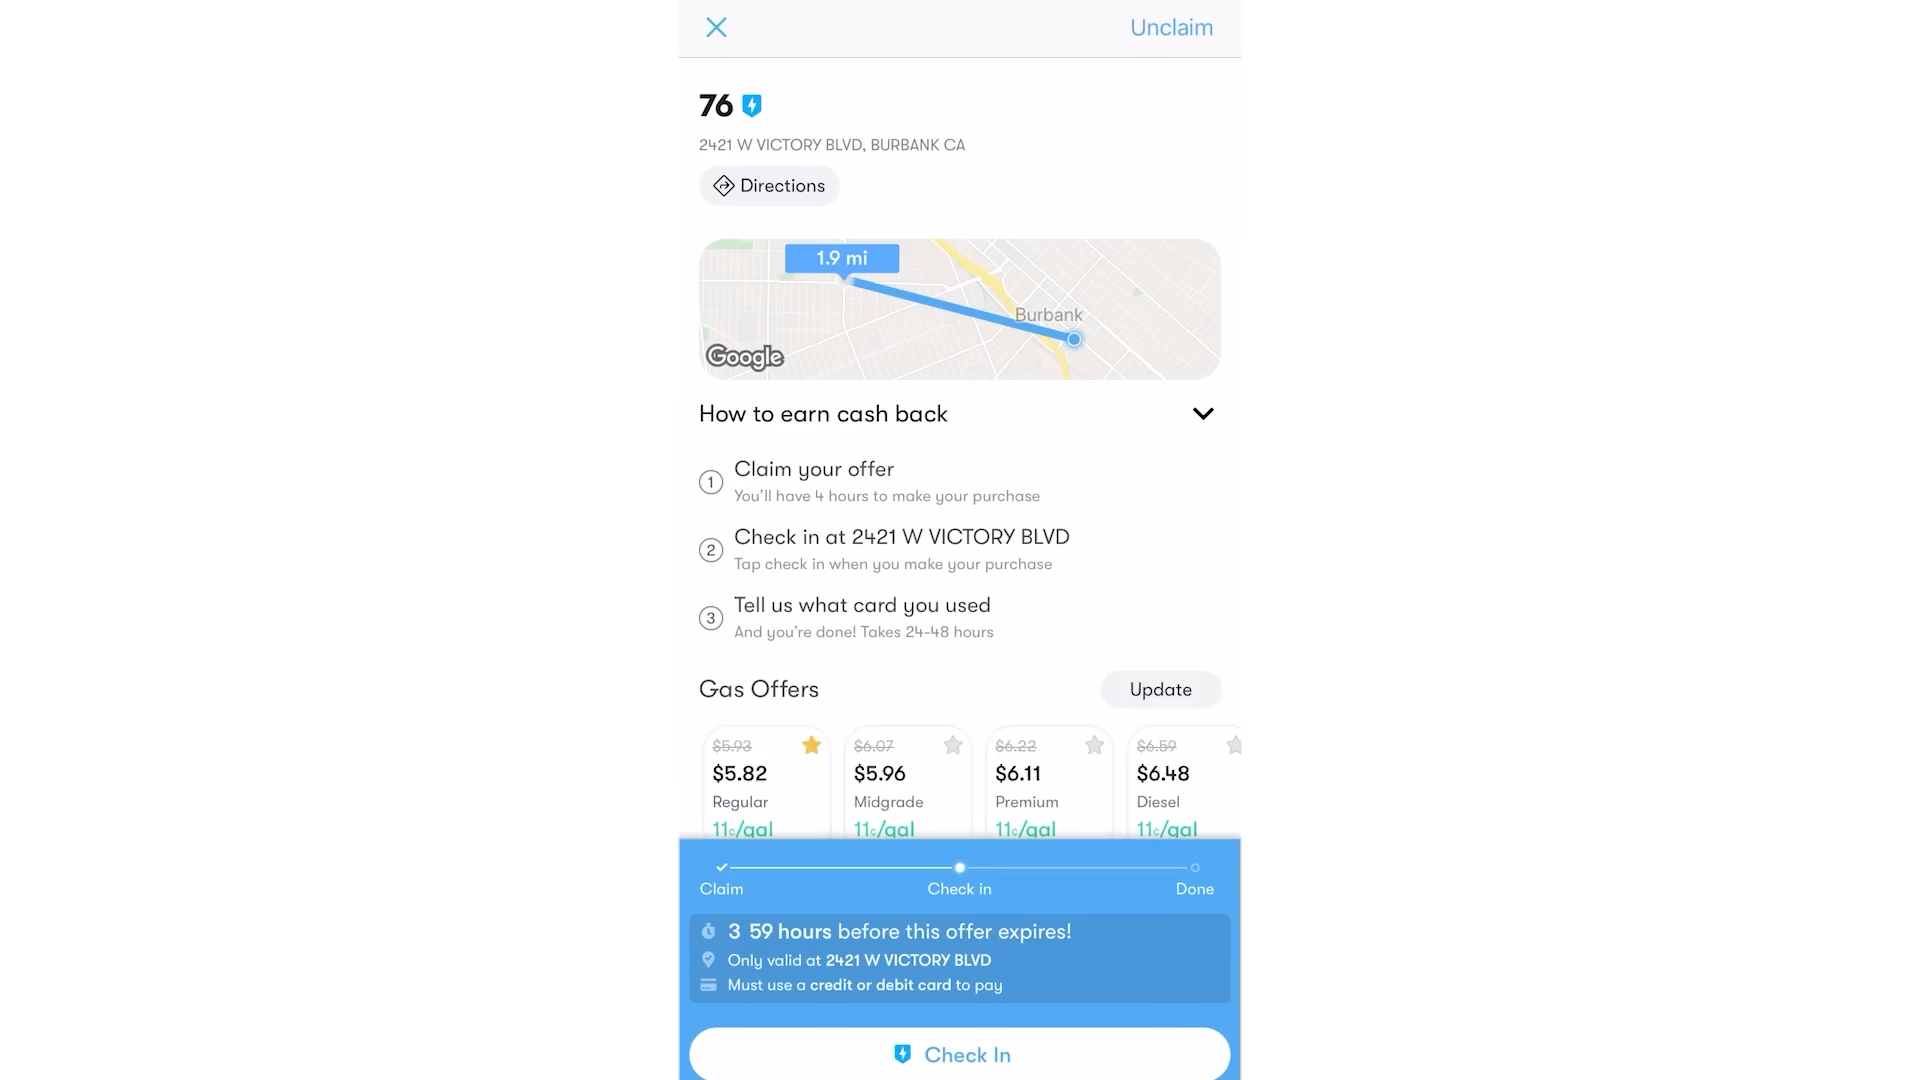 Unclaim
76
2421 W VICTORY BLVD, BURBANK CA
Directions
1.9 mi
Burbank
Google
How to earn cash back
1 Claim your offer
You'll have 4 hours to make your purchase
2 Check in at 2421 W VICTORY BLVD
Tap check in when you make your purchase
3 Tell us what card you used
And you're done! Takes 24-48 hours
Gas Offers Update
$5.93 $6.07 $6.22 $6.59
$5.82 $5.96 $6.11 $6.48
Regular Midgrade Premium Diesel
11¢/gal 11¢/gal 11¢/gal 11¢/gal
Claim Check in Done
3 59 hours before this offer expires!
Only valid at 2421 W VICTORY BLVD
Must use a credit or debit card to pay
Check In